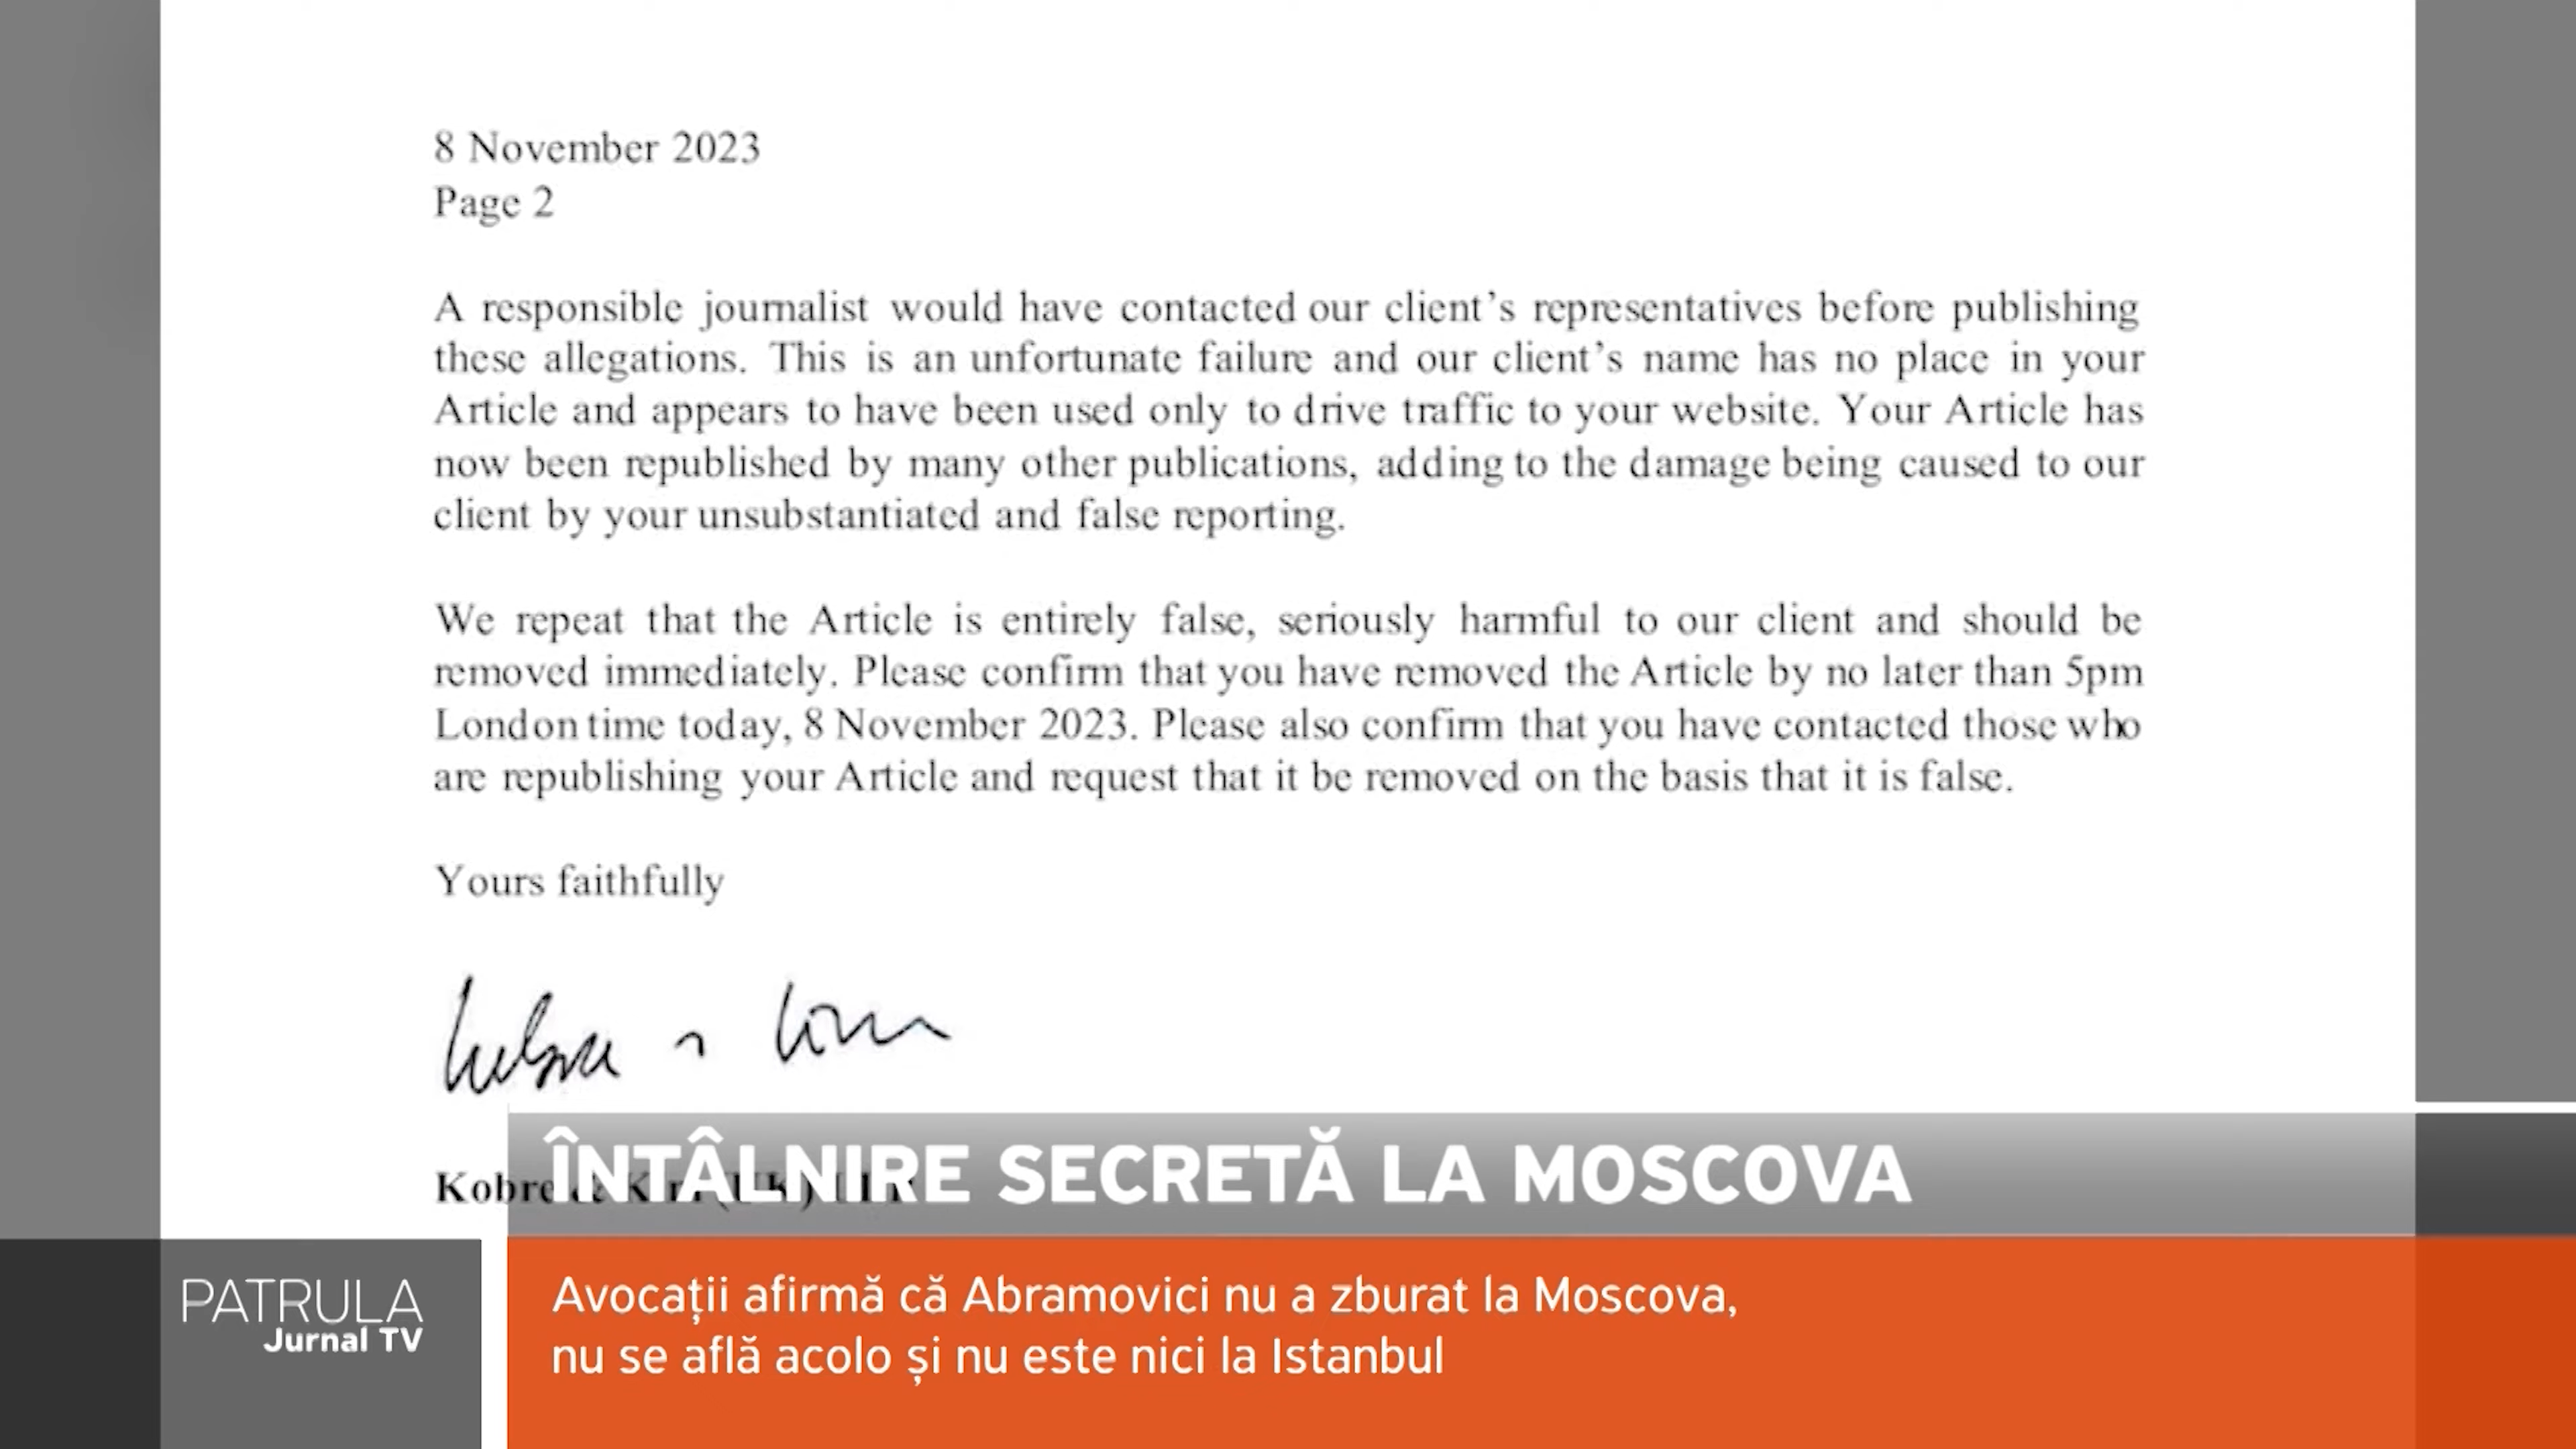 8 November 2023
Page 2
A responsible journalist would have contacted our client’s representatives before publishing
these allegations. This is an unfortunate failure and our client’s name has no place in your
Article and appears to have been used only to drive traffic to your website. Your Article has
now been republished by many other publications, adding to the damage being caused to our
client by your unsubstantiated and false reporting.
We repeat that the Article is entirely false, seriously harmful to our client and should be
removed immediately. Please confirm that you have removed the Article by no later than 5pm
London time today, 8 November 2023. Please also confirm that you have contacted those who
are republishing your Article and request that it be removed on the basis that it is false.
Yours faithfully
Kobre & Kim (UK) LLP
ÎNTÂLNIRE SECRETĂ LA MOSCOVA
PATRULA
Jurnal TV
Avocații afirmă că Abramovici nu a zburat la Moscova,
nu se află acolo și nu este nici la Istanbul